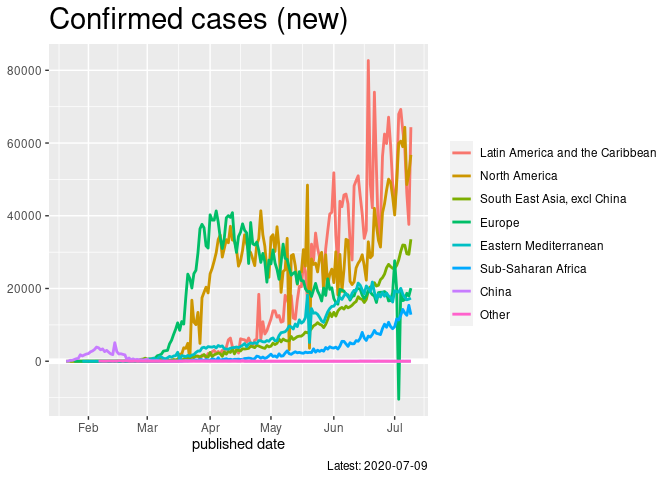 Confirmed cases (new)
80000
60000
40000
20000
0
Feb Mar Apr May Jun Jul
published date
Latin America and the Caribbean
North America
South East Asia, excl China
Europe
Eastern Mediterranean
Sub-Saharan Africa
China
Other
Latest: 2020-07-09